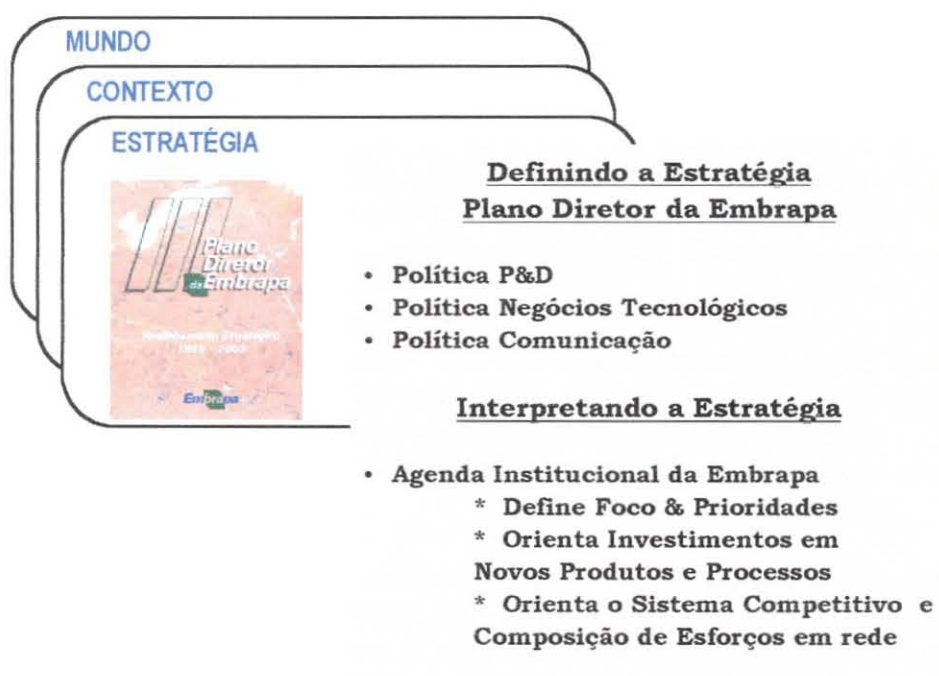 MUNDO
CONTEXTO
ESTRATÉGIA
Plano
Diretor
da Embrapa
Embrapa
Definindo a Estratégia
Plano Diretor da Embrapa
• Política P&D
• Política Negócios Tecnológicos
• Política Comunicação
Interpretando a Estratégia
• Agenda Institucional da Embrapa
* Define Foco & Prioridades
* Orienta Investimentos em
Novos Produtos e Processos
* Orienta o Sistema Competitivo e
Composição de Esforços em rede